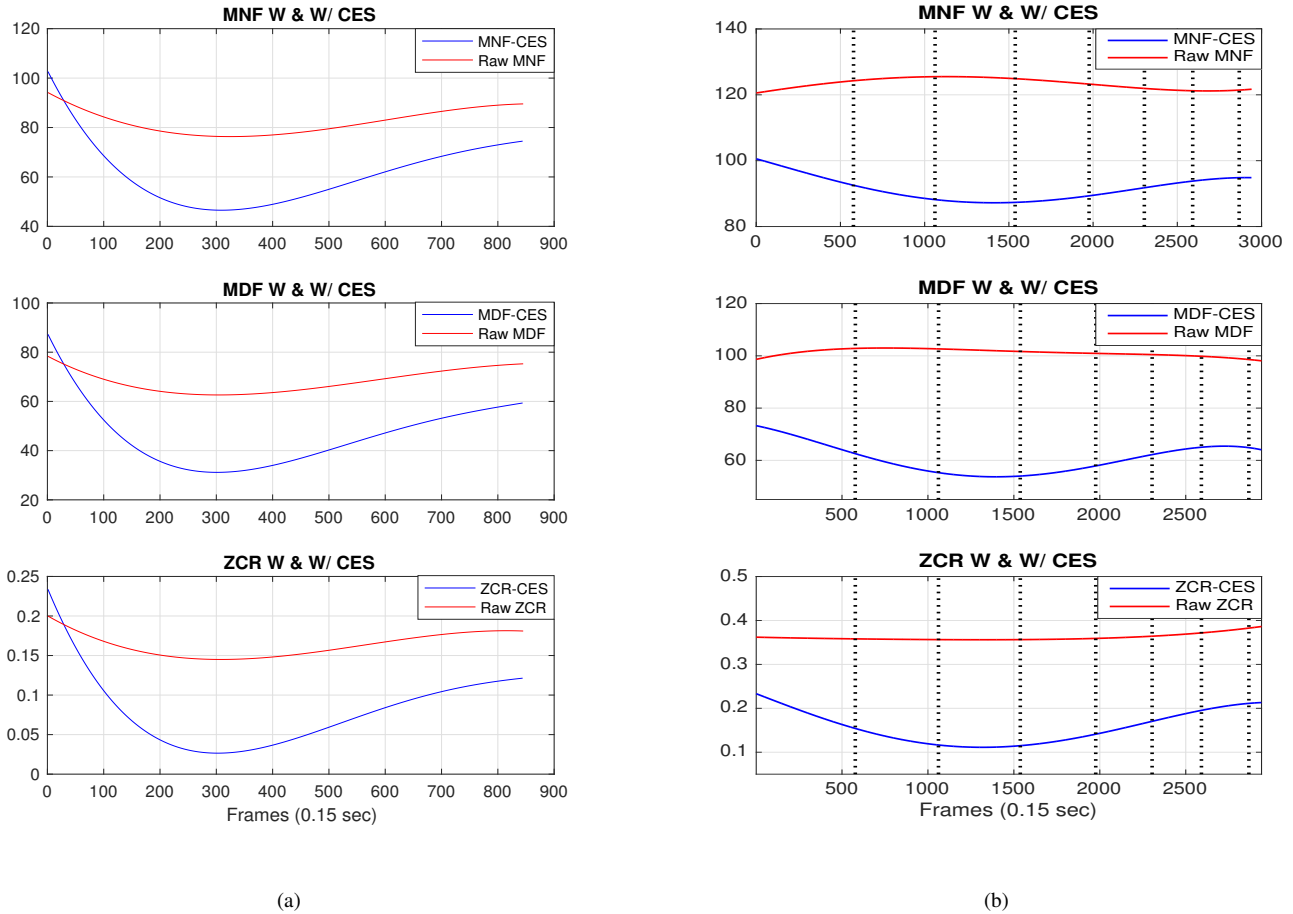 MNF W & W/ CES
120
100
80
60
40
MNF-CES
Raw MNF
0 100 200 300 400 500 600 700 800 900
MDF W & W/ CES
100
80
60
40
20
MDF-CES
Raw MDF
0 100 200 300 400 500 600 700 800 900
ZCR W & W/ CES
0.25
0.2
0.15
0.1
0.05
0
ZCR-CES
Raw ZCR
0 100 200 300 400 500 600 700 800 900
Frames (0.15 sec)
(a)
MNF W & W/ CES
140
120
100
80
MNF-CES
Raw MNF
0 500 1000 1500 2000 2500 3000
MDF W & W/ CES
120
100
80
60
MDF-CES
Raw MDF
500 1000 1500 2000 2500
ZCR W & W/ CES
0.5
0.4
0.3
0.2
0.1
ZCR-CES
Raw ZCR
500 1000 1500 2000 2500
Frames (0.15 sec)
(b)